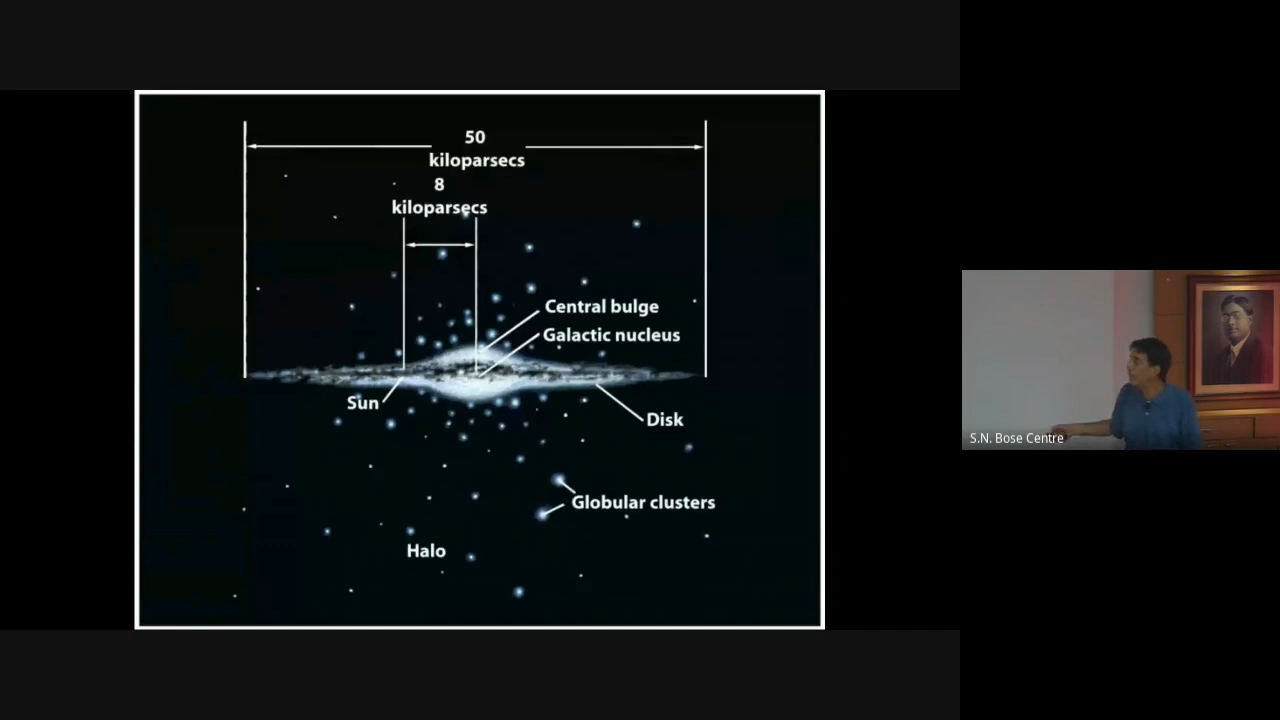 50
kiloparsecs
8
kiloparsecs
Central bulge
Galactic nucleus
Sun
Disk
Globular clusters
Halo
S.N. Bose Centre